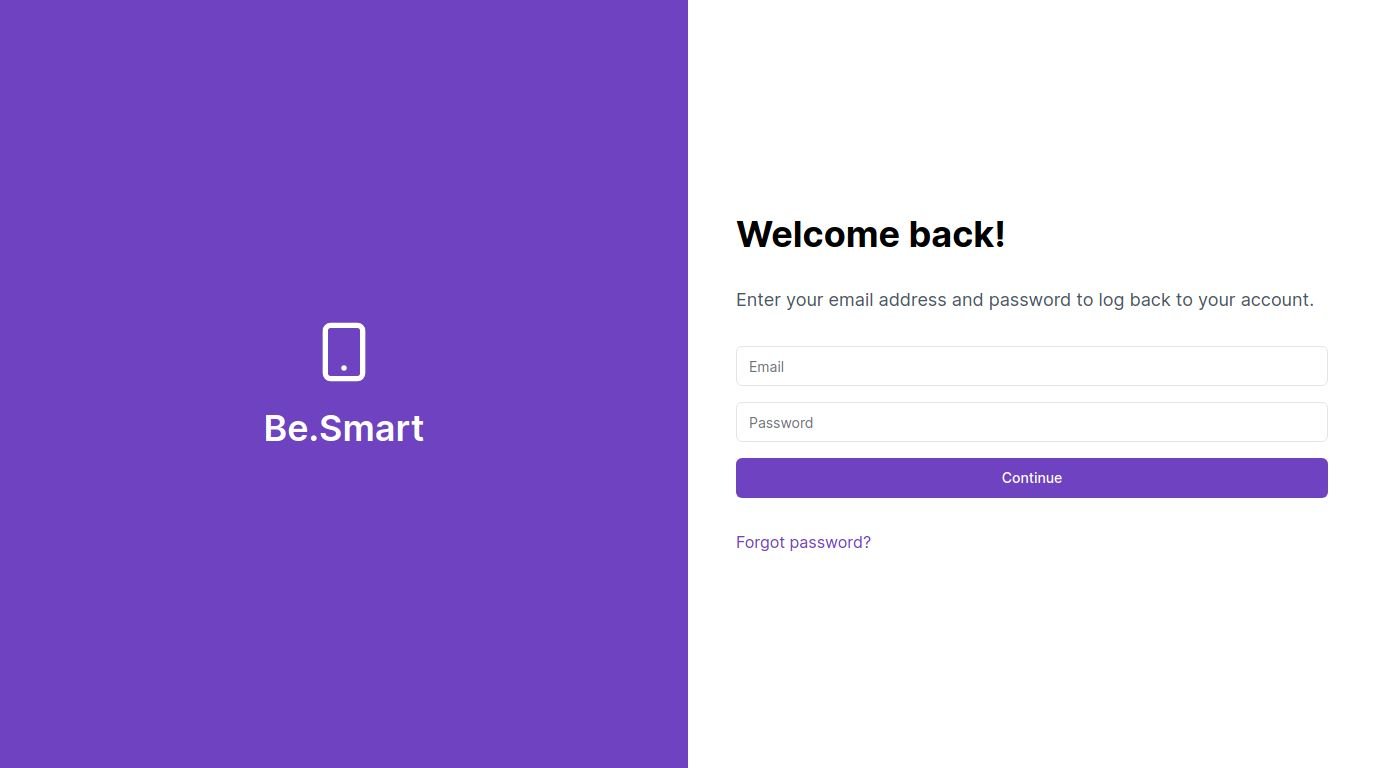 Be.Smart
Welcome back!
Enter your email address and password to log back to your account.
Email
Password
Continue
Forgot password?